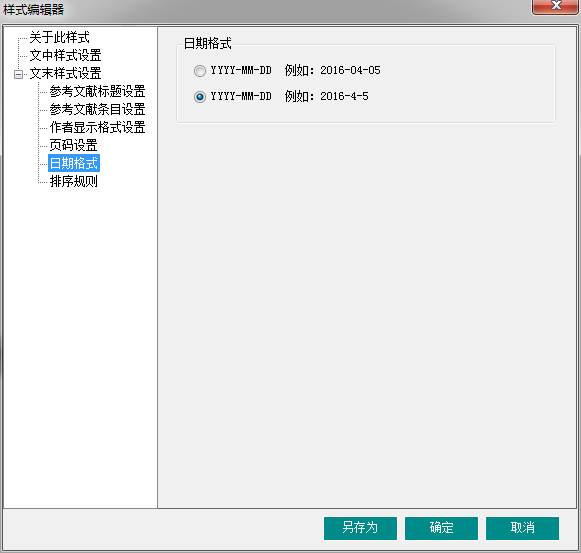 样式编辑器
关于此样式
文中样式设置
文末样式设置
参考文献标题设置
参考文献条目设置
作者显示格式设置
页码设置
日期格式
排序规则
日期格式
YYYY-MM-DD 例如：2016-04-05
YYYY-MM-DD 例如：2016-4-5
另存为 确定 取消